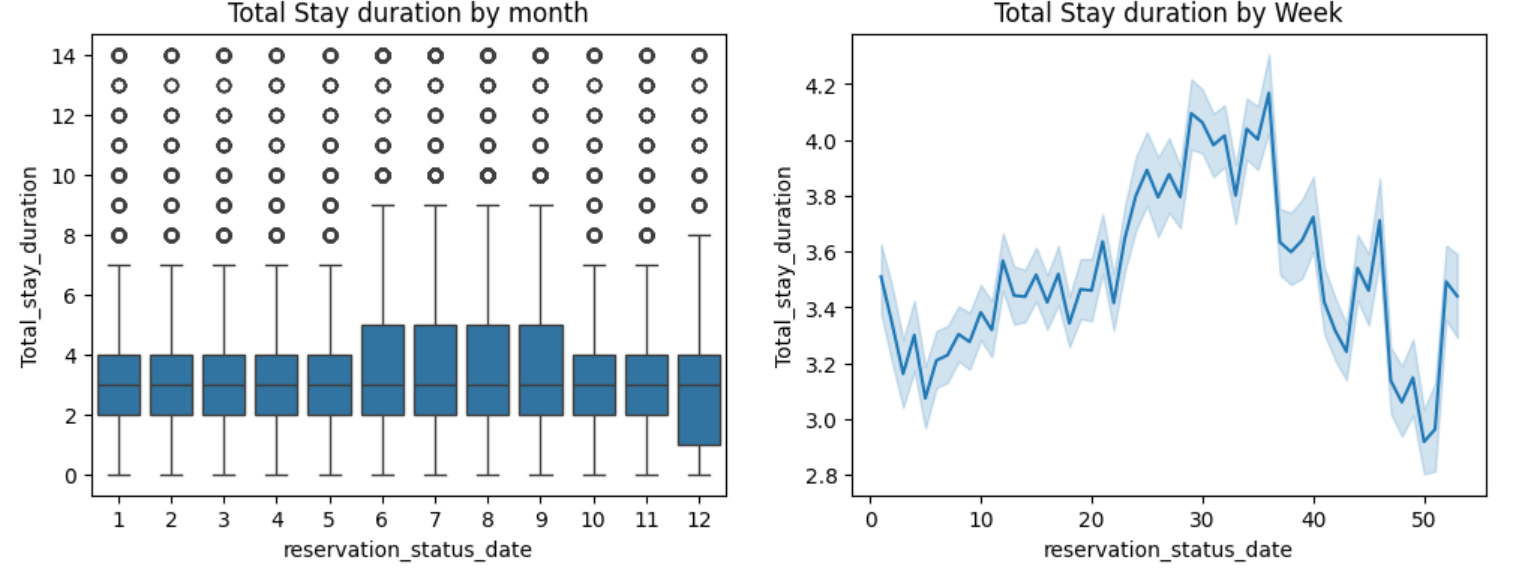 Total Stay duration by month
Total_stay_duration
14
12
10
8
6
4
2
0
1 2 3 4 5 6 7 8 9 10 11 12
reservation_status_date
Total Stay duration by Week
Total_stay_duration
4.2
4.0
3.8
3.6
3.4
3.2
3.0
2.8
0 10 20 30 40 50
reservation_status_date